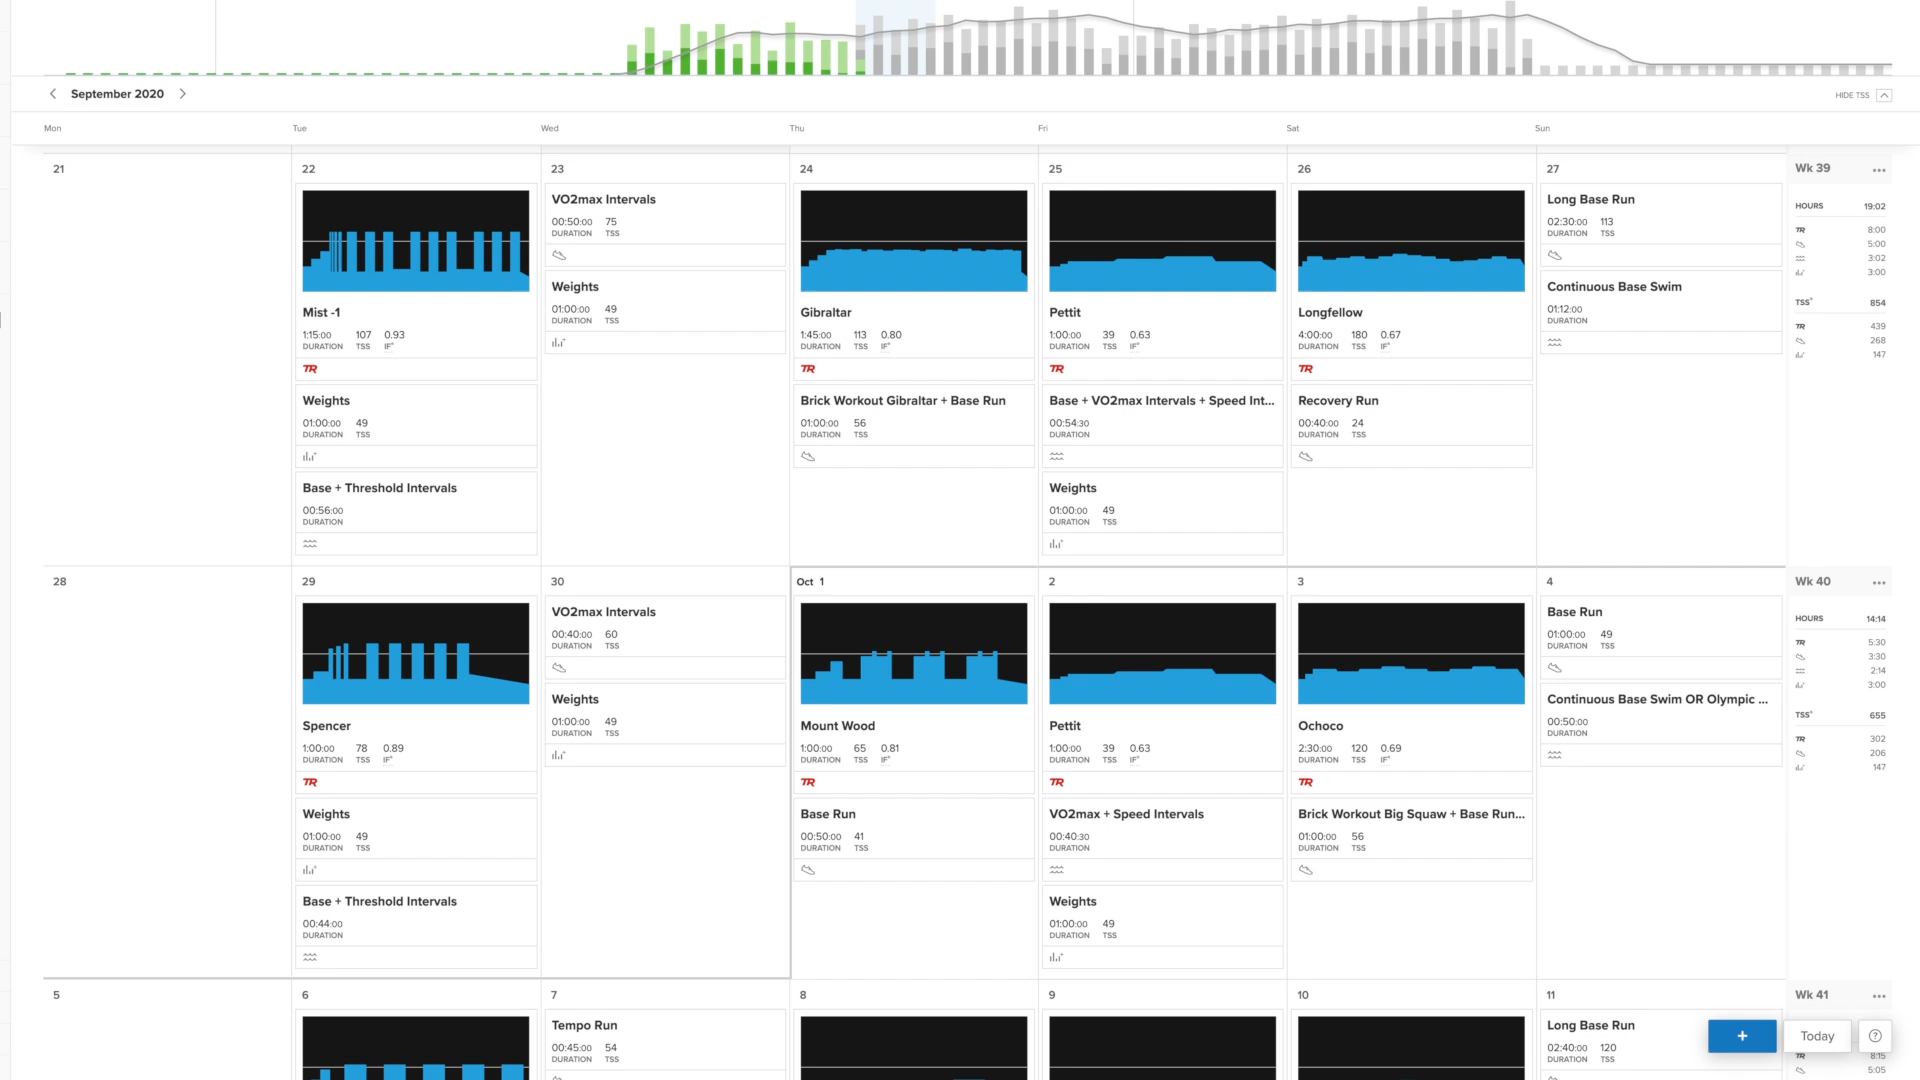 September 2020
HIDE TSS
Mon Tue Wed Thu Fri Sat Sun
21 22 23 24 25 26 27 Wk 39
Mist -1
1:15:00 107 0.93
DURATION TSS IF®
TR
Weights
01:00:00 49
DURATION TSS
Base + Threshold Intervals
00:56:00
DURATION
VO2max Intervals
00:50:00 75
DURATION TSS
Weights
01:00:00 49
DURATION TSS
Gibraltar
1:45:00 113 0.80
DURATION TSS IF®
TR
Brick Workout Gibraltar + Base Run
01:00:00 56
DURATION TSS
Pettit
1:00:00 39 0.63
DURATION TSS IF®
TR
Base + VO2max Intervals + Speed Int...
00:54:30
DURATION
Weights
01:00:00 49
DURATION TSS
Longfellow
4:00:00 180 0.67
DURATION TSS IF®
TR
Recovery Run
00:40:00 24
DURATION TSS
Long Base Run
02:30:00 113
DURATION TSS
Continuous Base Swim
01:12:00
DURATION
HOURS 19:02
TR 8:00
5:00
3:02
3:00
TSS® 854
TR 439
268
147
28 29 30 Oct 1 2 3 4 Wk 40
Spencer
1:00:00 78 0.89
DURATION TSS IF®
TR
Weights
01:00:00 49
DURATION TSS
Base + Threshold Intervals
00:44:00
DURATION
VO2max Intervals
00:40:00 60
DURATION TSS
Weights
01:00:00 49
DURATION TSS
Mount Wood
1:00:00 65 0.81
DURATION TSS IF®
TR
Base Run
00:50:00 41
DURATION TSS
Pettit
1:00:00 39 0.63
DURATION TSS IF®
TR
VO2max + Speed Intervals
00:40:30
DURATION
Weights
01:00:00 49
DURATION TSS
Ochoco
2:30:00 120 0.69
DURATION TSS IF®
TR
Brick Workout Big Squaw + Base Run...
01:00:00 56
DURATION TSS
Base Run
01:00:00 49
DURATION TSS
Continuous Base Swim OR Olympic ...
00:50:00
DURATION
HOURS 14:14
TR 5:30
3:30
2:14
3:00
TSS® 655
TR 302
206
147
5 6 7 8 9 10 11 Wk 41
Tempo Run
00:45:00 54
DURATION TSS
Long Base Run
02:40:00 120
DURATION TSS
+ Today ?
TR 8:15
5:05